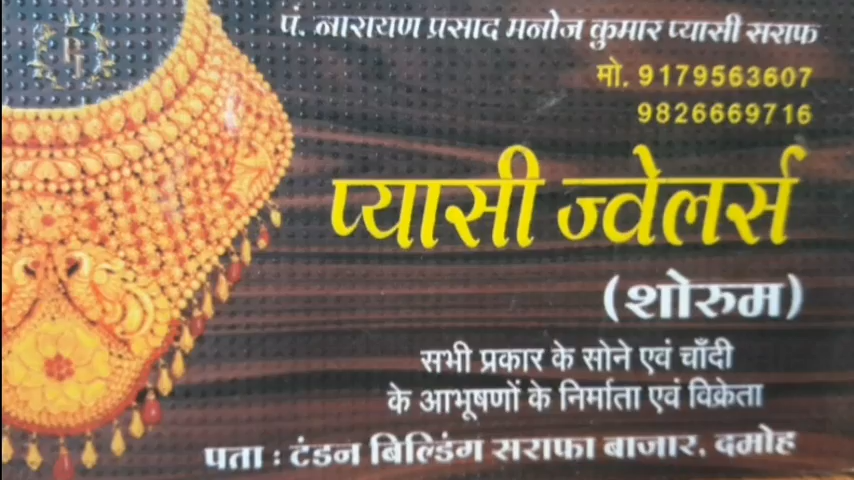 पं. नारायण प्रसाद मनोज कुमार प्यासी सराफ
मो. 9179563607
9826669716
प्यासी ज्वेलर्स
(शोरुम)
सभी प्रकार के सोने एवं चाँदी
के आभूषणों के निर्माता एवं विक्रेता
पता : टंडन बिल्डिंग सराफा बाजार, दमोह